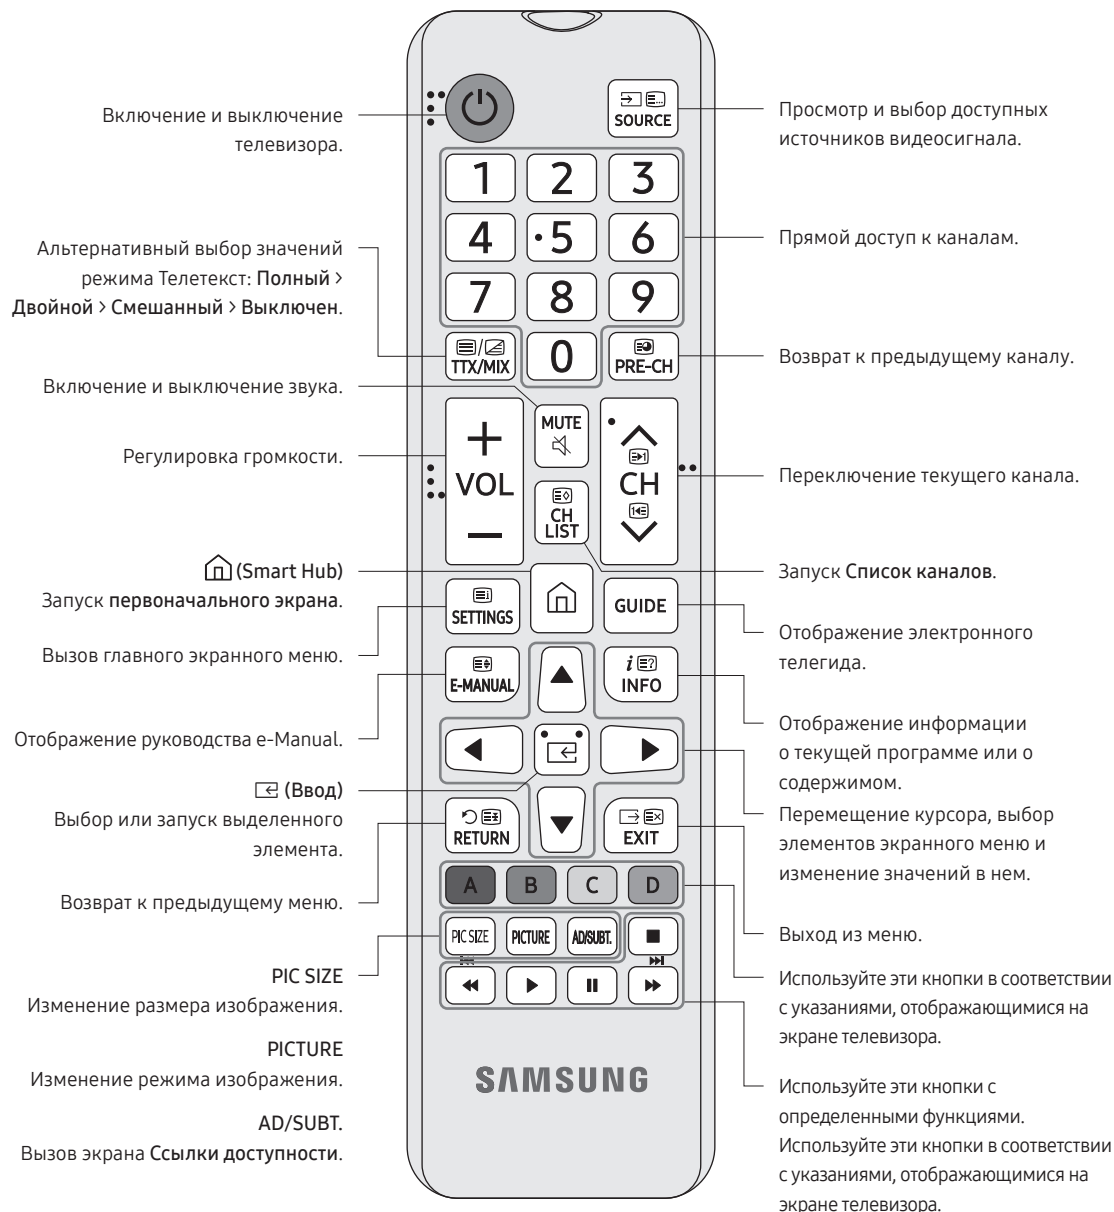 Включение и выключение
телевизора.
Альтернативный выбор значений
режима Телетекст: Полный >
Двойной > Смешанный > Выключен.
Включение и выключение звука.
Регулировка громкости.
(Smart Hub)
Запуск первоначального экрана.
Вызов главного экранного меню.
Отображение руководства e-Manual.
(Ввод)
Выбор или запуск выделенного
элемента.
Возврат к предыдущему меню.
PIC SIZE
Изменение размера изображения.
PICTURE
Изменение режима изображения.
AD/SUBT.
Вызов экрана Ссылки доступности.
SOURCE
1 2 3
4 5 6
7 8 9
TTX/MIX 0 PRE-CH
MUTE
VOL
CH
CH
LIST
SETTINGS
GUIDE
E-MANUAL
i
INFO
RETURN
EXIT
A B C D
PIC SIZE PICTURE AD/SUBT.
SAMSUNG
Просмотр и выбор доступных
источников видеосигнала.
Прямой доступ к каналам.
Возврат к предыдущему каналу.
Переключение текущего канала.
Запуск Список каналов.
Отображение электронного
телегида.
Отображение информации
о текущей программе или о
содержимом.
Перемещение курсора, выбор
элементов экранного меню и
изменение значений в нем.
Выход из меню.
Используйте эти кнопки в соответствии
с указаниями, отображающимися на
экране телевизора.
Используйте эти кнопки с
определенными функциями.
Используйте эти кнопки в соответствии
с указаниями, отображающимися на
экране телевизора.